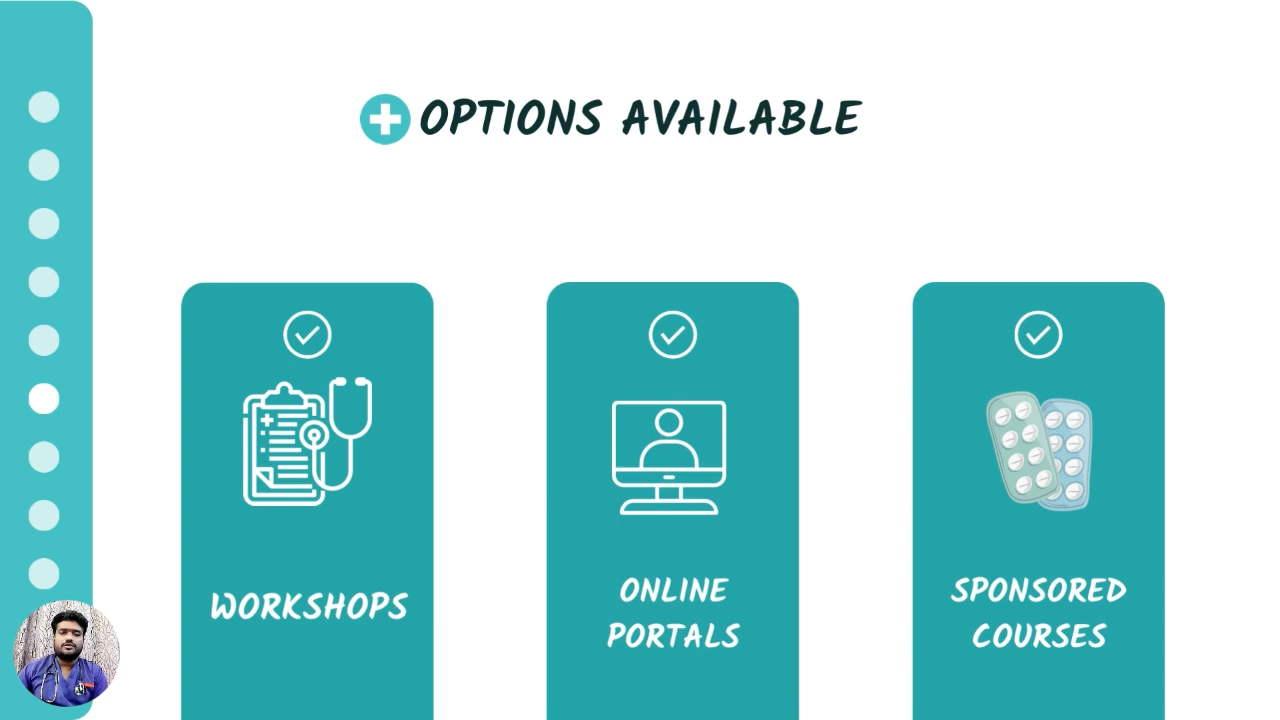 OPTIONS AVAILABLE
WORKSHOPS
ONLINE
PORTALS
SPONSORED
COURSES